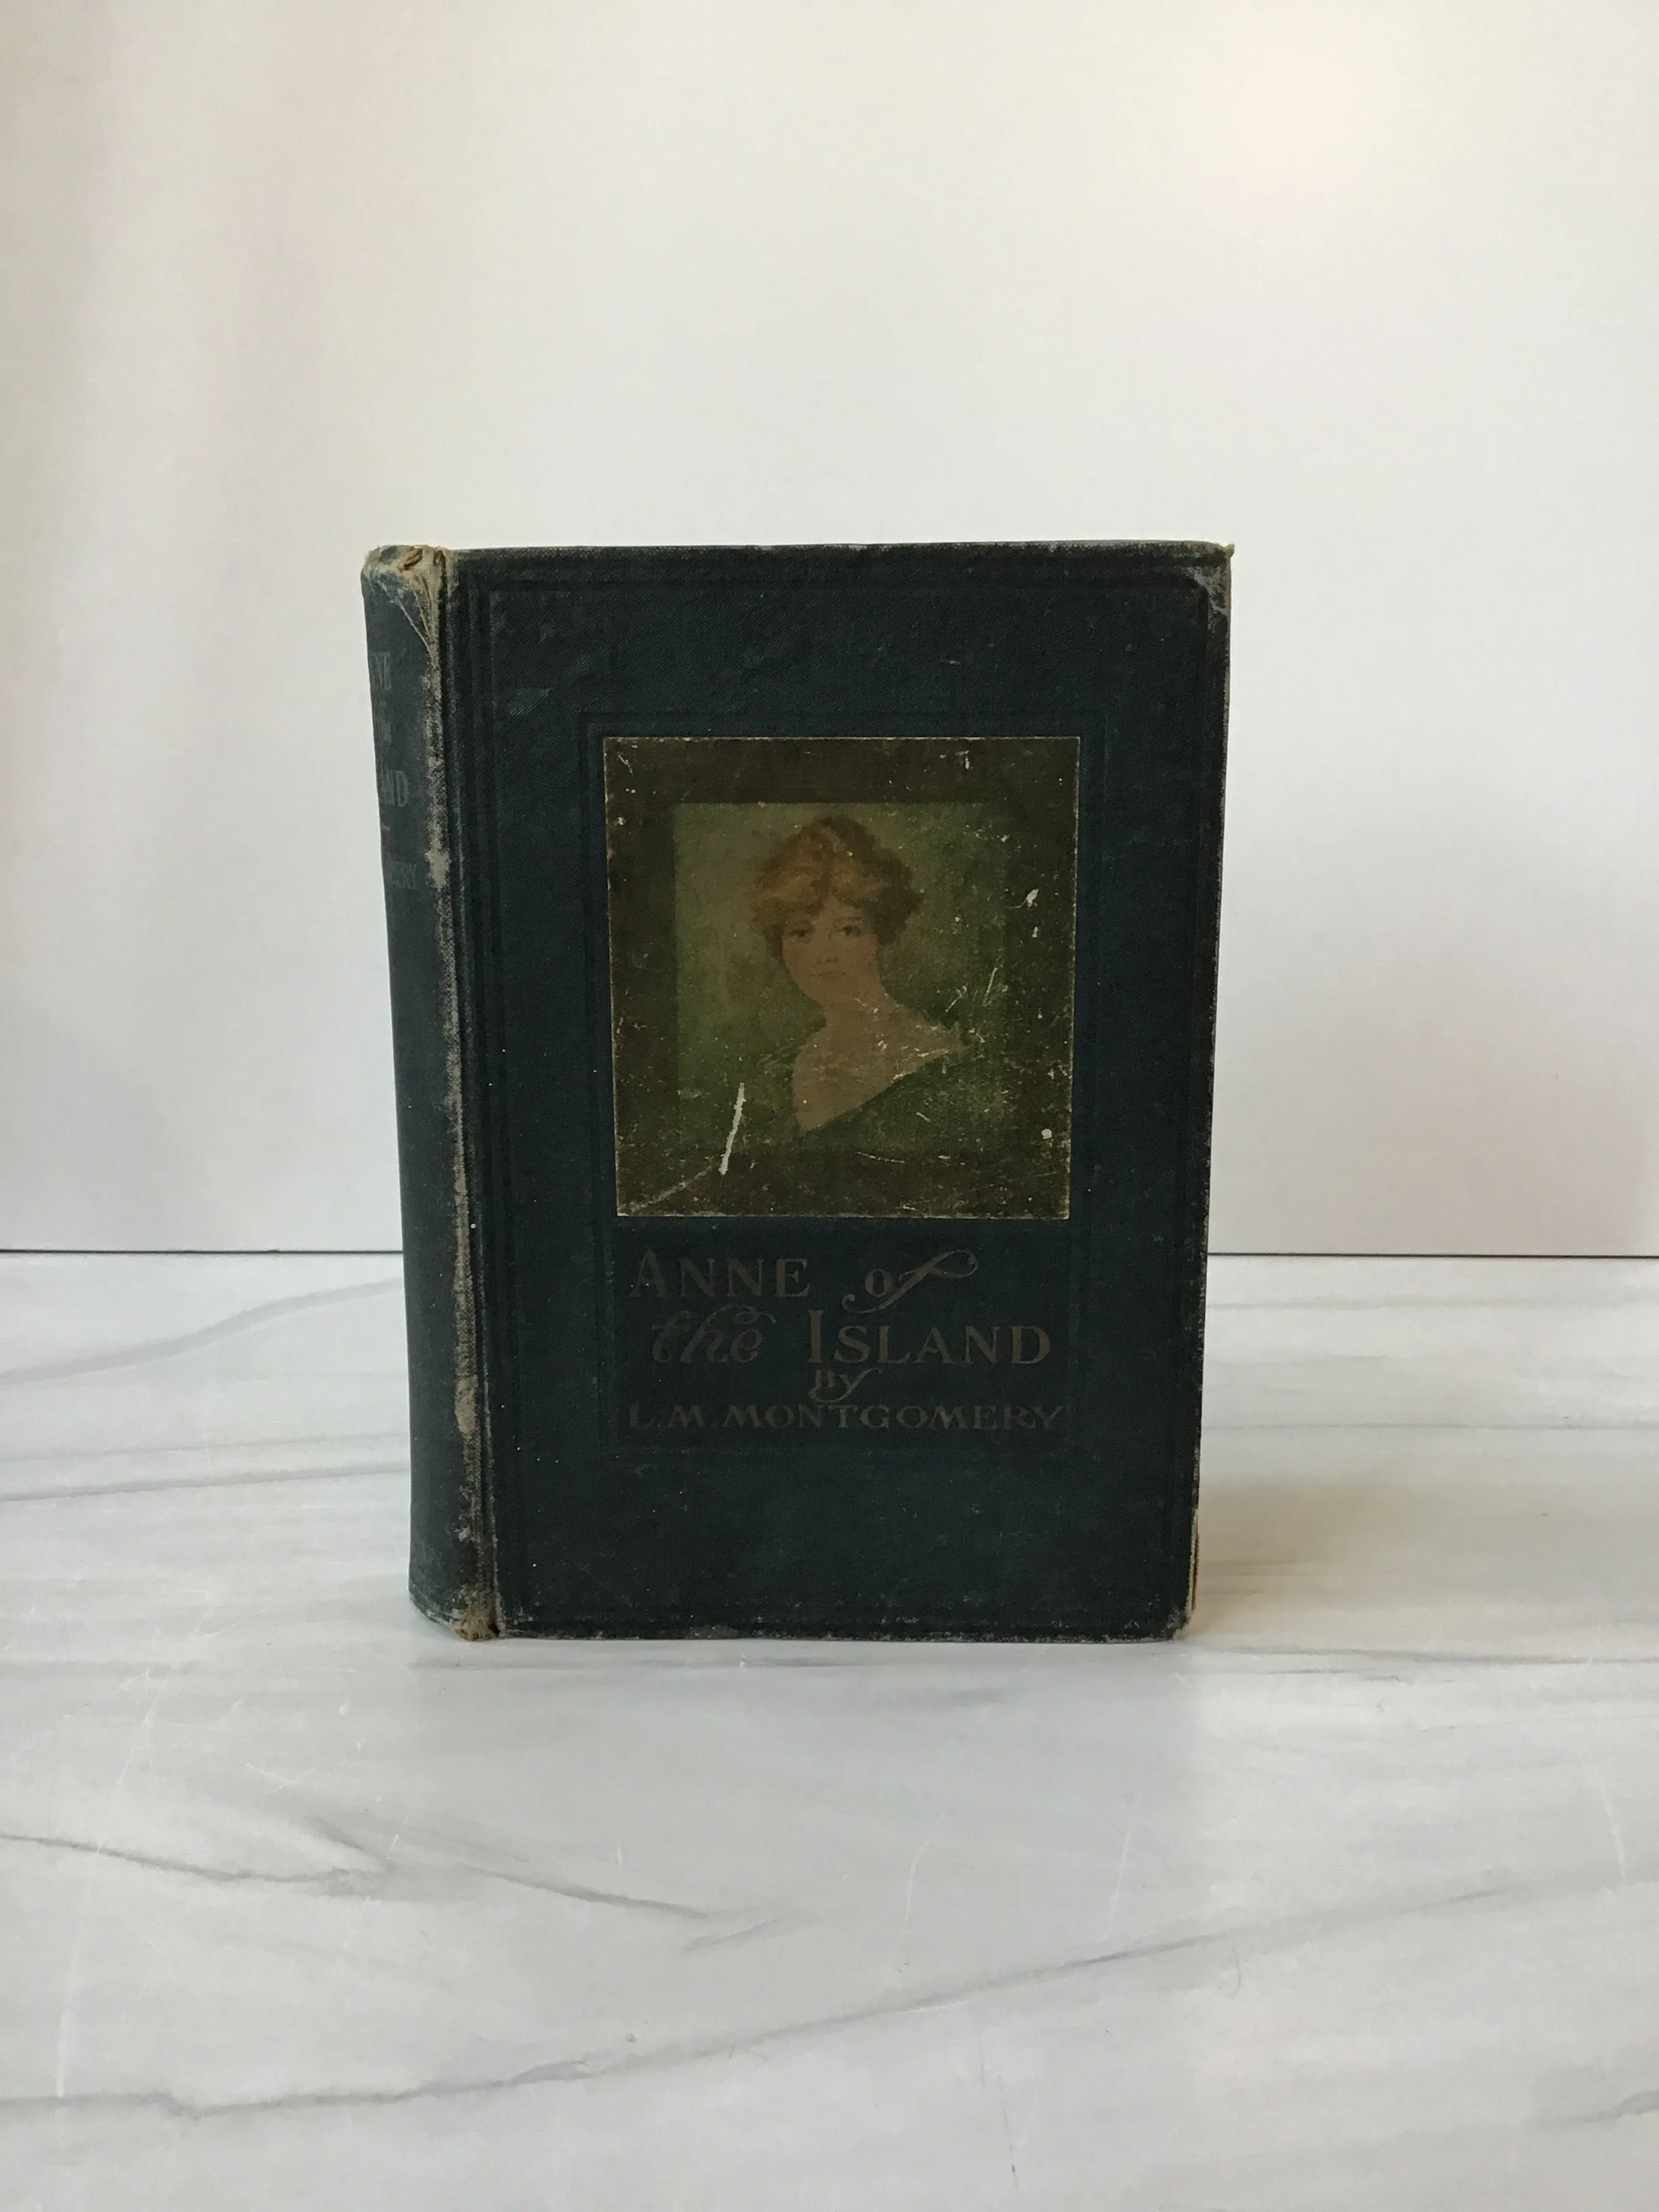 ANNE of
the ISLAND
BY
L.M. MONTGOMERY